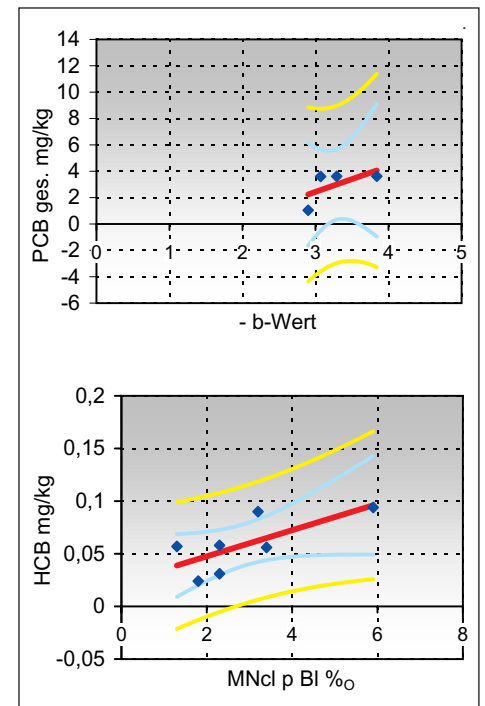 14
12
10
8
6
4
2
0
-2
-4
-6
0 1 2 3 4 5
PCB ges. mg/kg
- b-Wert
0,2
0,15
0,1
0,05
0
-0,05
0 2 4 6 8
HCB mg/kg
MNcl p Bl %O